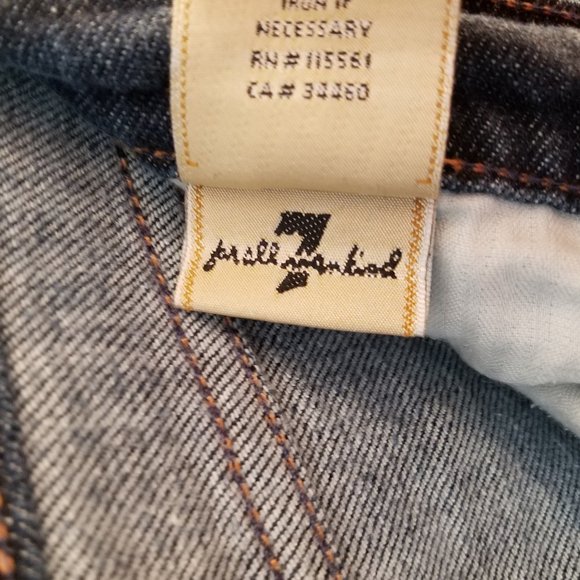 IRON IF
NECESSARY
RN# 115561
CA# 34460
7
for all mankind